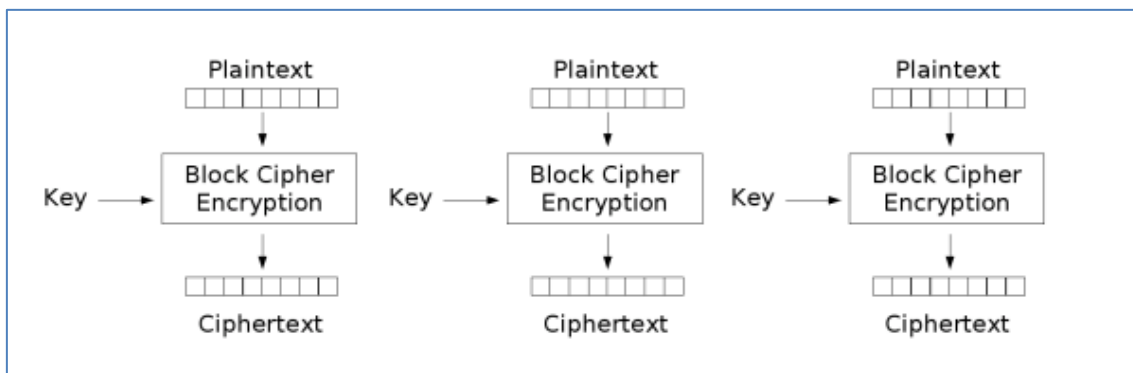 Plaintext
Plaintext
Plaintext
Key
Block Cipher
Encryption
Key
Block Cipher
Encryption
Key
Block Cipher
Encryption
Ciphertext
Ciphertext
Ciphertext